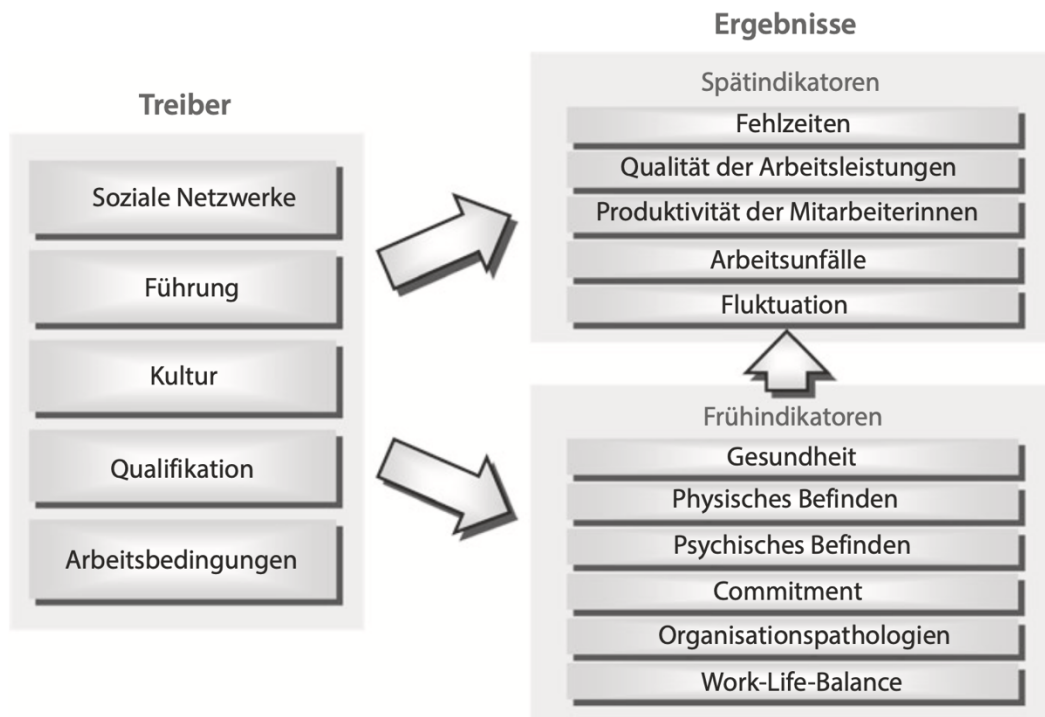 Treiber
Soziale Netzwerke
Führung
Kultur
Qualifikation
Arbeitsbedingungen
Ergebnisse
Spätindikatoren
Fehlzeiten
Qualität der Arbeitsleistungen
Produktivität der Mitarbeiterinnen
Arbeitsunfälle
Fluktuation
Frühindikatoren
Gesundheit
Physisches Befinden
Psychisches Befinden
Commitment
Organisationspathologien
Work-Life-Balance